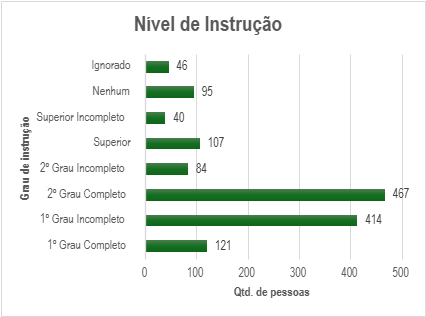 Nível de Instrução
Grau de instrução
Ignorado 46
Nenhum 95
Superior Incompleto 40
Superior 107
2º Grau Incompleto 84
2º Grau Completo 467
1º Grau Incompleto 414
1º Grau Completo 121
0 100 200 300 400 500
Qtd. de pessoas